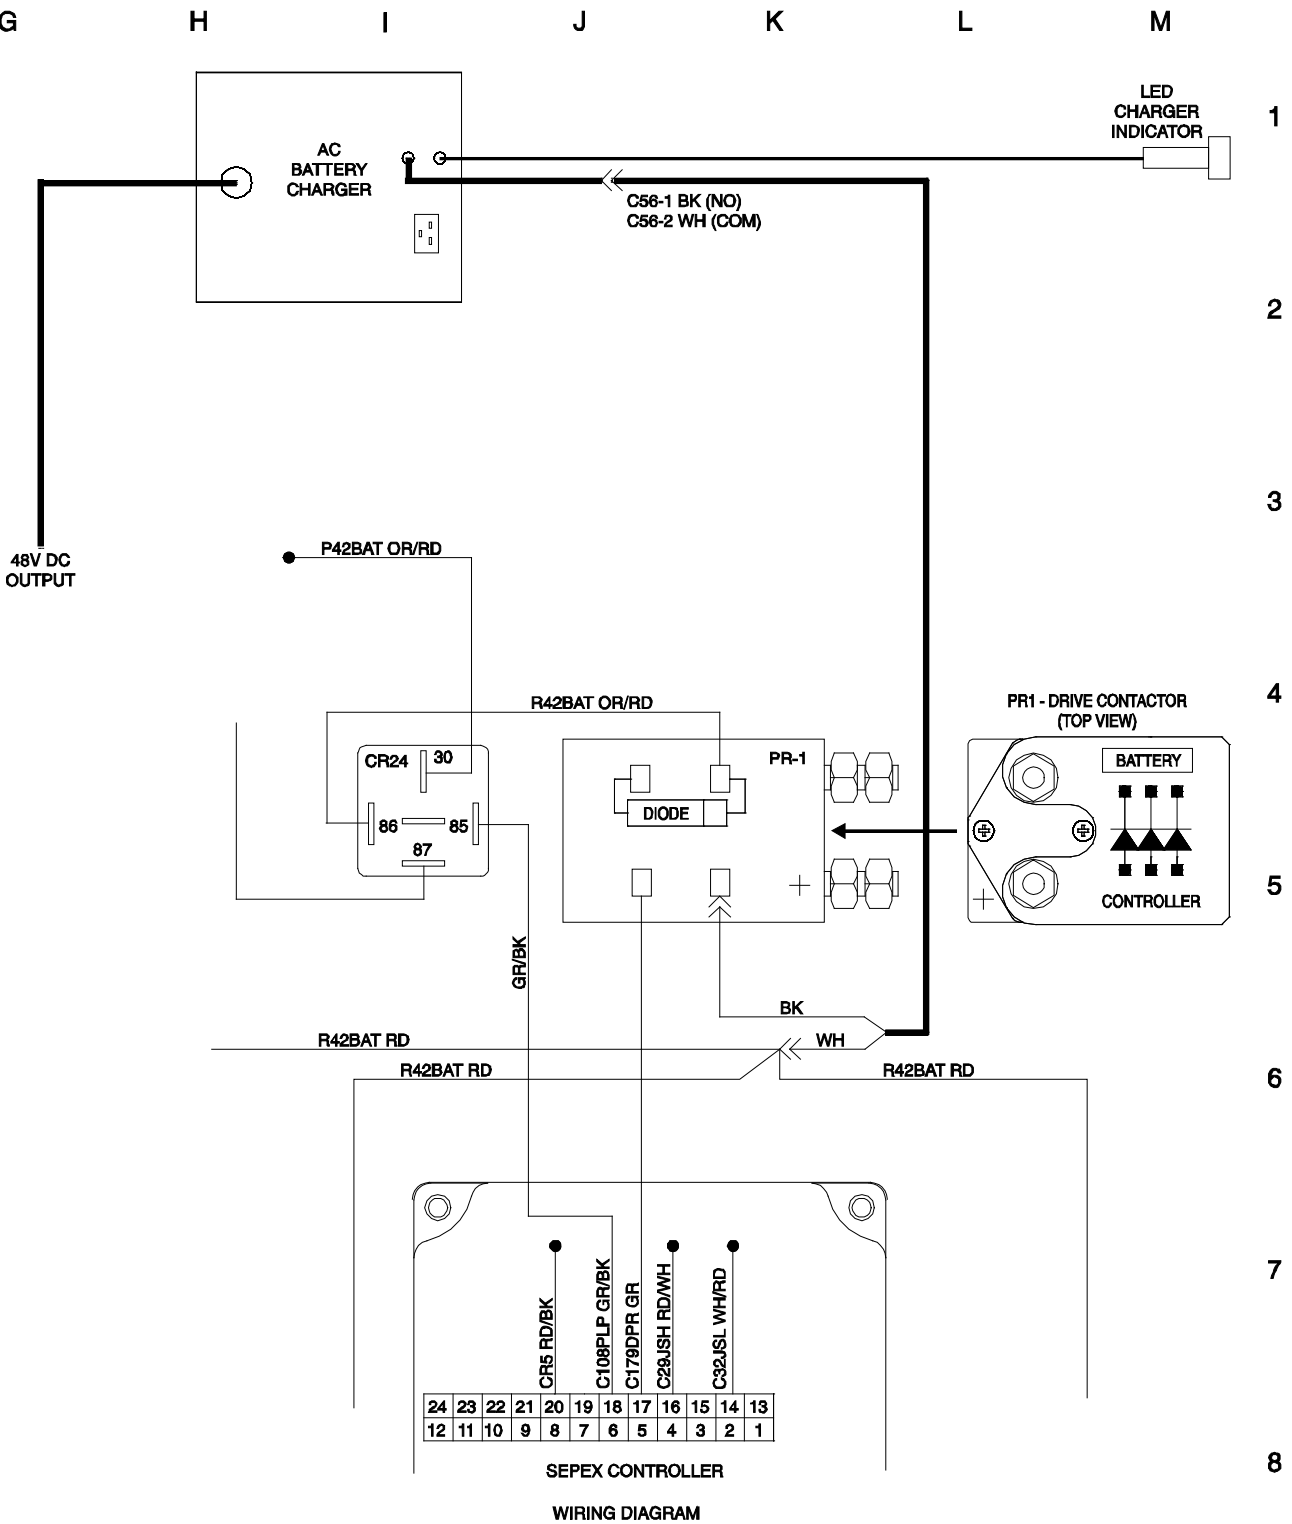 G H I J K L M
LED
CHARGER
INDICATOR
1
AC
BATTERY
CHARGER
C56-1 BK (NO)
C56-2 WH (COM)
2
3
48V DC
OUTPUT
P42BAT OR/RD
4
R42BAT OR/RD
PR1 - DRIVE CONTACTOR
(TOP VIEW)
CR24
30
PR-1
BATTERY
DIODE
86
85
87
+
+
5
CONTROLLER
GR/BK
BK
R42BAT RD
WH
R42BAT RD
R42BAT RD
6
7
CR5 RD/BK
C108PLP GR/BK
C179DPR GR
C29JSH RD/WH
C32JSL WH/RD
24 23 22 21 20 19 18 17 16 15 14 13
12 11 10 9 8 7 6 5 4 3 2 1
SEPEX CONTROLLER
8
WIRING DIAGRAM